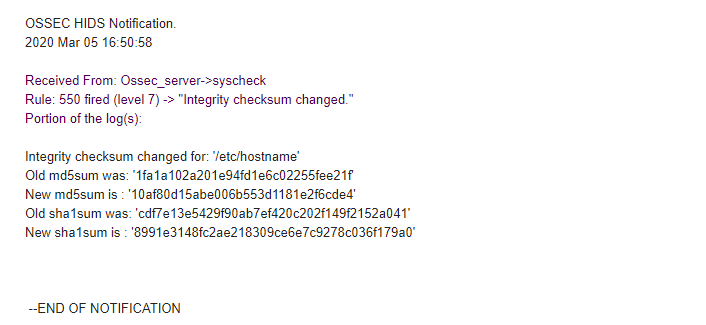 OSSEC HIDS Notification.
2020 Mar 05 16:50:58
Received From: Ossec_server->syscheck
Rule: 550 fired (level 7) -> "Integrity checksum changed."
Portion of the log(s):
Integrity checksum changed for: '/etc/hostname'
Old md5sum was: '1fa1a102a201e94fd1e6c02255fee21f'
New md5sum is : '10af80d15abe006b553d1181e2f6cde4'
Old sha1sum was: 'cdf7e13e5429f90ab7ef420c202f149f2152a041'
New sha1sum is : '8991e3148fc2ae218309ce6e7c9278c036f179a0'
--END OF NOTIFICATION